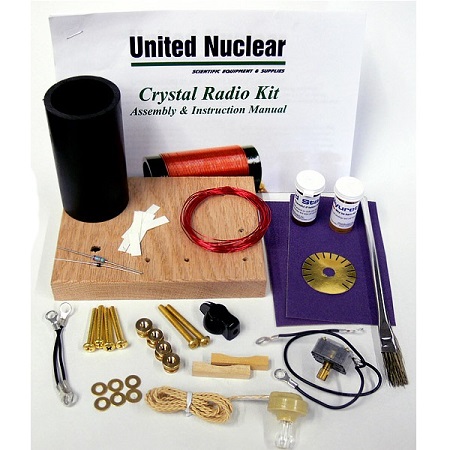 United Nuclear
SCIENTIFIC EQUIPMENT & SUPPLIES
Crystal Radio Kit
Assembly & Instruction Manual